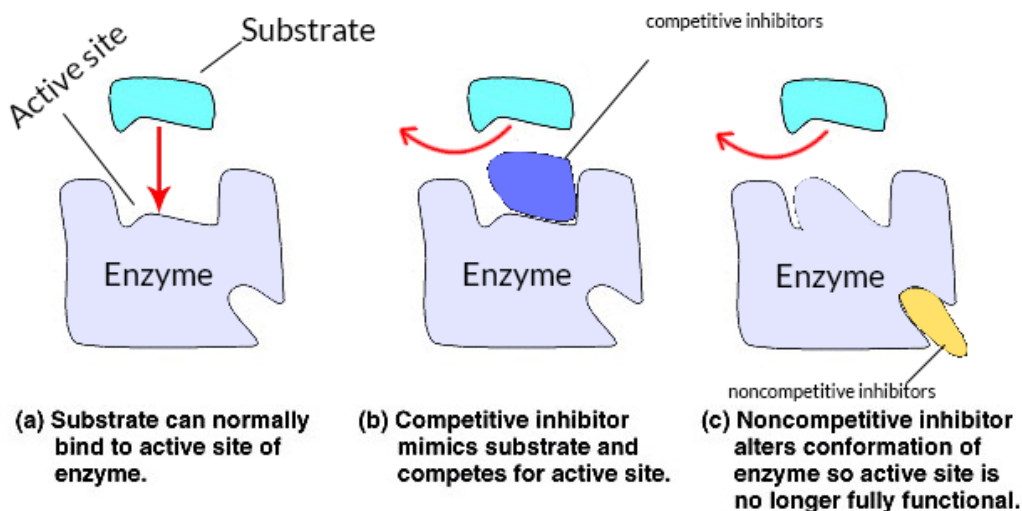 Substrate
Active site
Enzyme
(a) Substrate can normally
bind to active site of
enzyme.
competitive inhibitors
Enzyme
(b) Competitive inhibitor
mimics substrate and
competes for active site.
Enzyme
noncompetitive inhibitors
(c) Noncompetitive inhibitor
alters conformation of
enzyme so active site is
no longer fully functional.